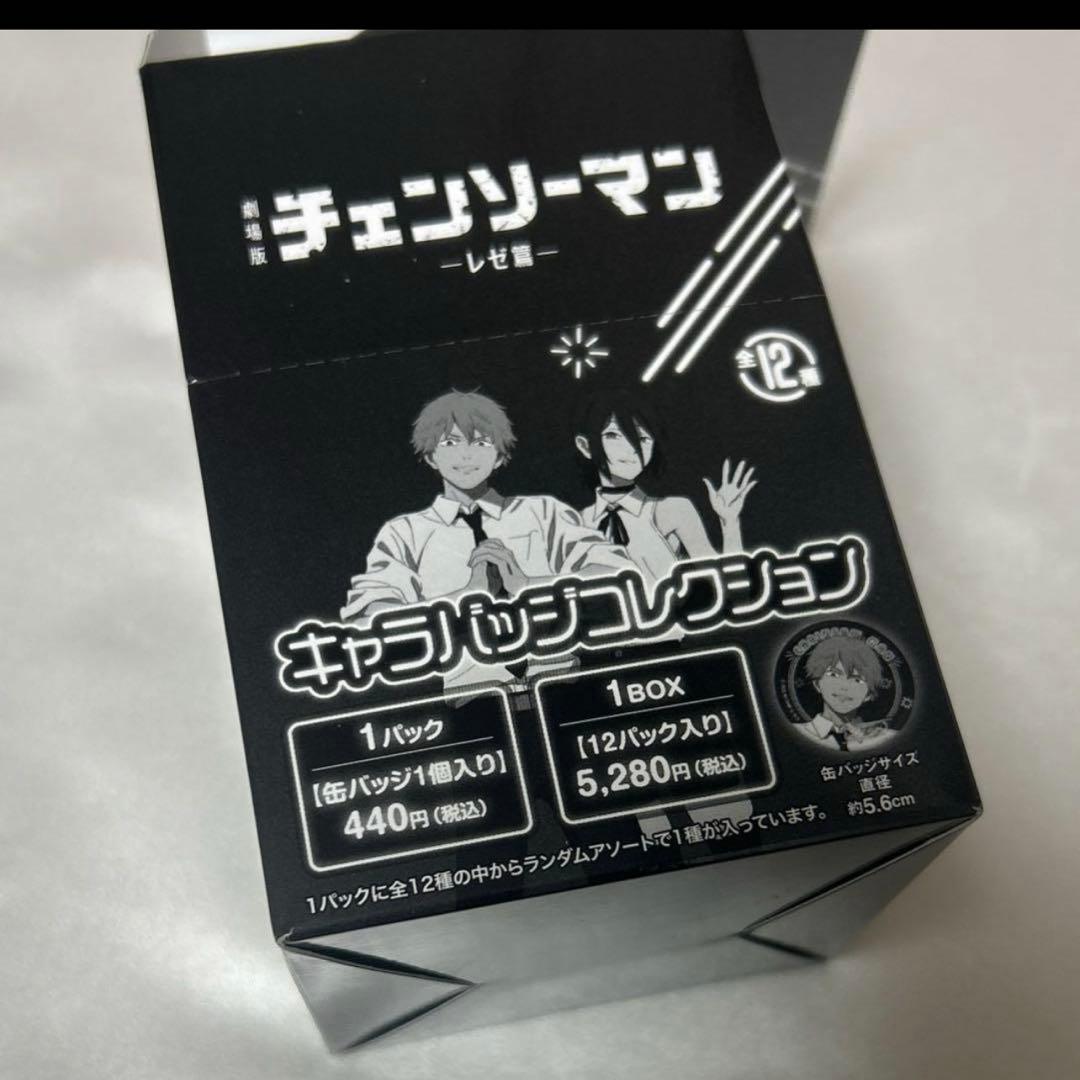 劇場版
チェンソーマン
―レゼ篇―
全12種
キャラバッジコレクション
1パック
【缶バッジ1個入り】
440円(税込)
1BOX
【12パック入り】
5,280円(税込)
缶バッジサイズ
直径
約5.6cm
1パックに全12種の中からランダムアソートで1種が入っています。